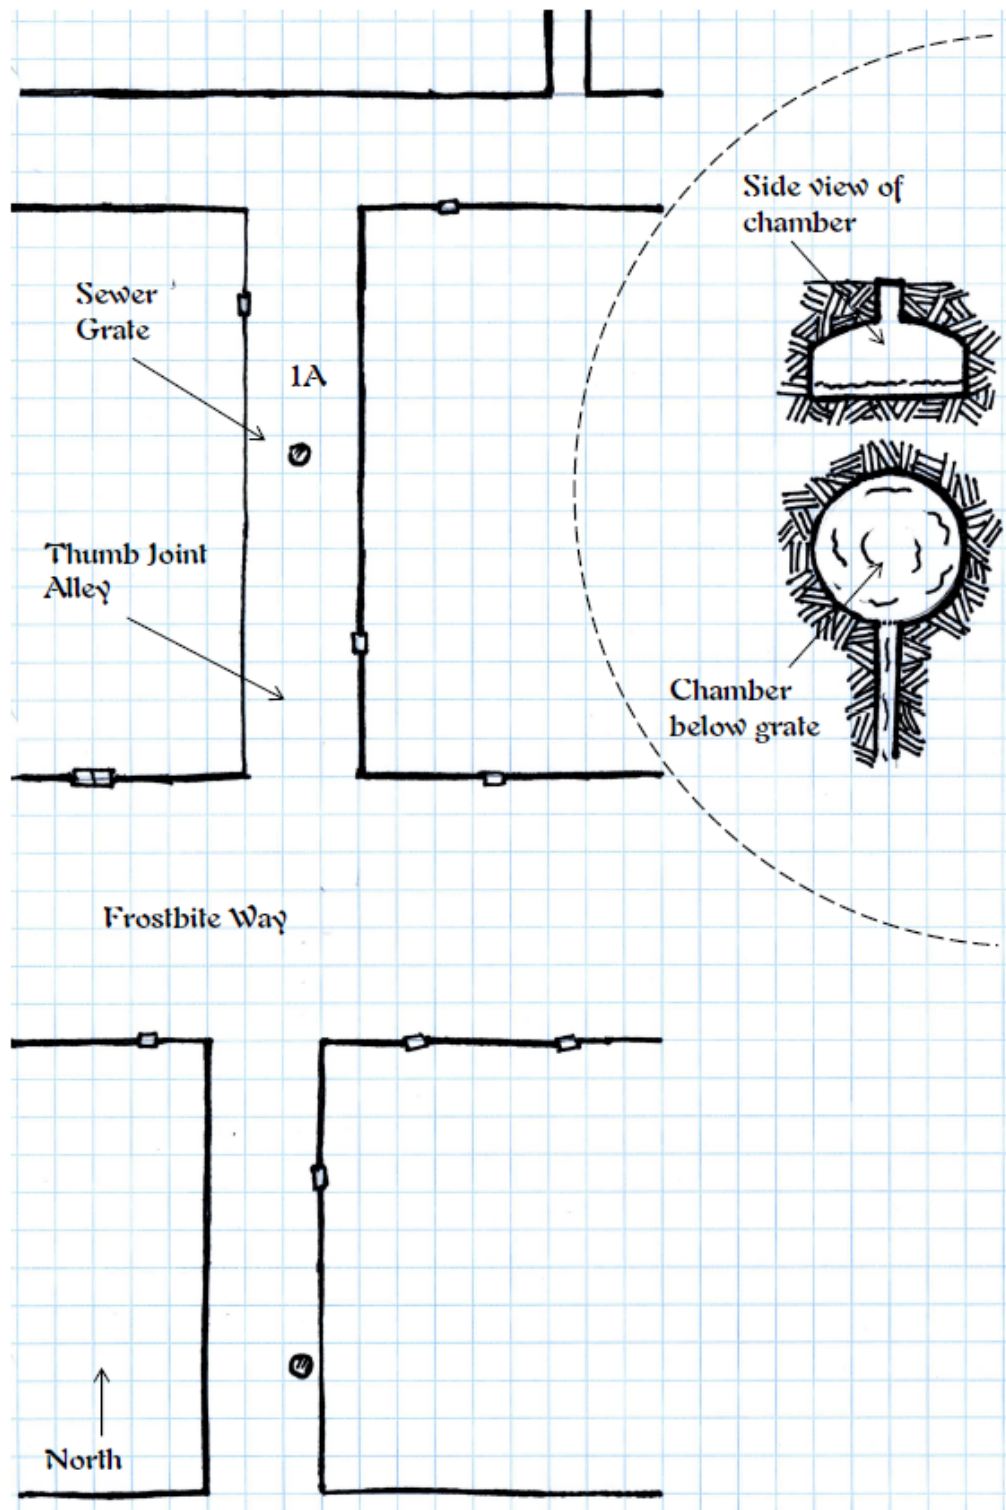 Side view of
chamber
Sewer
Grate
1A
Thumb Joint
Alley
Chamber
below grate
Frostbite Way
North